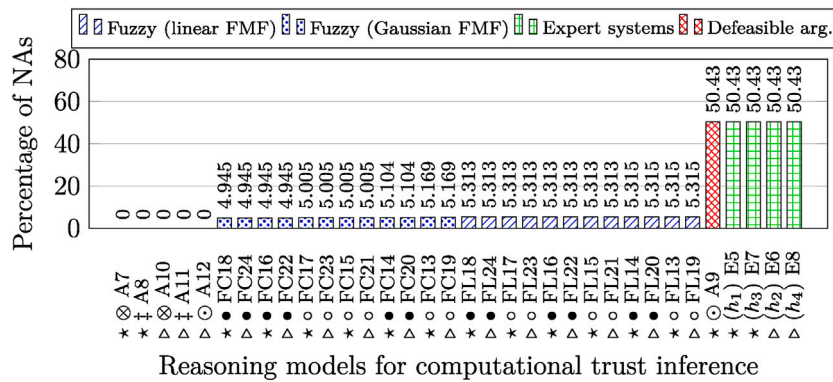 Fuzzy (linear FMF) Fuzzy (Gaussian FMF) Expert systems Defeasible arg.
Percentage of NAs
80
60
40
20
0
0
0
0
0
0
4.945
4.945
4.945
4.945
5.005
5.005
5.005
5.005
5.104
5.104
5.169
5.169
5.313
5.313
5.313
5.313
5.313
5.313
5.313
5.313
5.315
5.315
5.315
5.315
50.43
50.43
50.43
50.43
50.43
⋆ ⊗ A7
⋆ ‡ A8
▷ ⊗ A10
▷ ‡ A11
▷ ⊙ A12
⋆ ● FC18
▷ ● FC24
⋆ ● FC16
▷ ● FC22
⋆ ○ FC17
▷ ○ FC23
⋆ ○ FC15
▷ ○ FC21
⋆ ● FC14
▷ ● FC20
⋆ ○ FC13
▷ ○ FC19
⋆ ● FL18
▷ ● FL24
⋆ ○ FL17
▷ ○ FL23
⋆ ● FL16
▷ ● FL22
⋆ ○ FL15
▷ ○ FL21
⋆ ● FL14
▷ ● FL20
⋆ ○ FL13
▷ ○ FL19
⋆ ⊙ A9
⋆ (h₁) E5
⋆ (h₃) E7
▷ (h₂) E6
▷ (h₄) E8
Reasoning models for computational trust inference